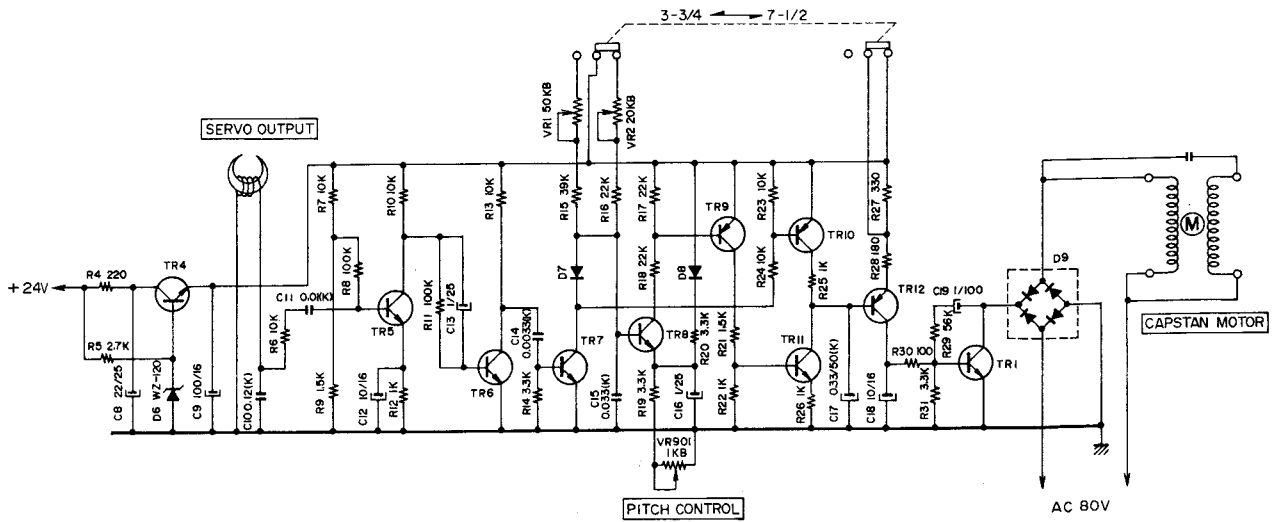 3-3/4 7-1/2
SERVO OUTPUT
VR1 50KB
VR2 20KB
+24V
R4 220
TR4
R5 2.7K
C8 22/25
D6 WZ-120
C9 100/16
C10 0.12(K)
R6 10K
C11 0.01(K)
R7 10K
R8 100K
R9 1.5K
R10 10K
TR5
C12 10/16
R12 1K
R11 100K
C13 1/25
R13 10K
TR6
C14
0.0033(K)
R14 3.3K
R15 39K
D7
TR7
R16 22K
C15
0.033(K)
R17 22K
R18 22K
TR8
R19 3.3K
D8
R20 3.3K
C16 1/25
VR901
1KB
PITCH CONTROL
TR9
R21 1.5K
R22 1K
R23 10K
R24 10K
TR10
R25 1K
TR11
R26 1K
C17 0.33/50(K)
R27 330
R28 180
TR12
C18 10/16
R30 100
R29 56K
C19 1/100
R31 3.3K
TR1
D9
M
CAPSTAN MOTOR
AC 80V